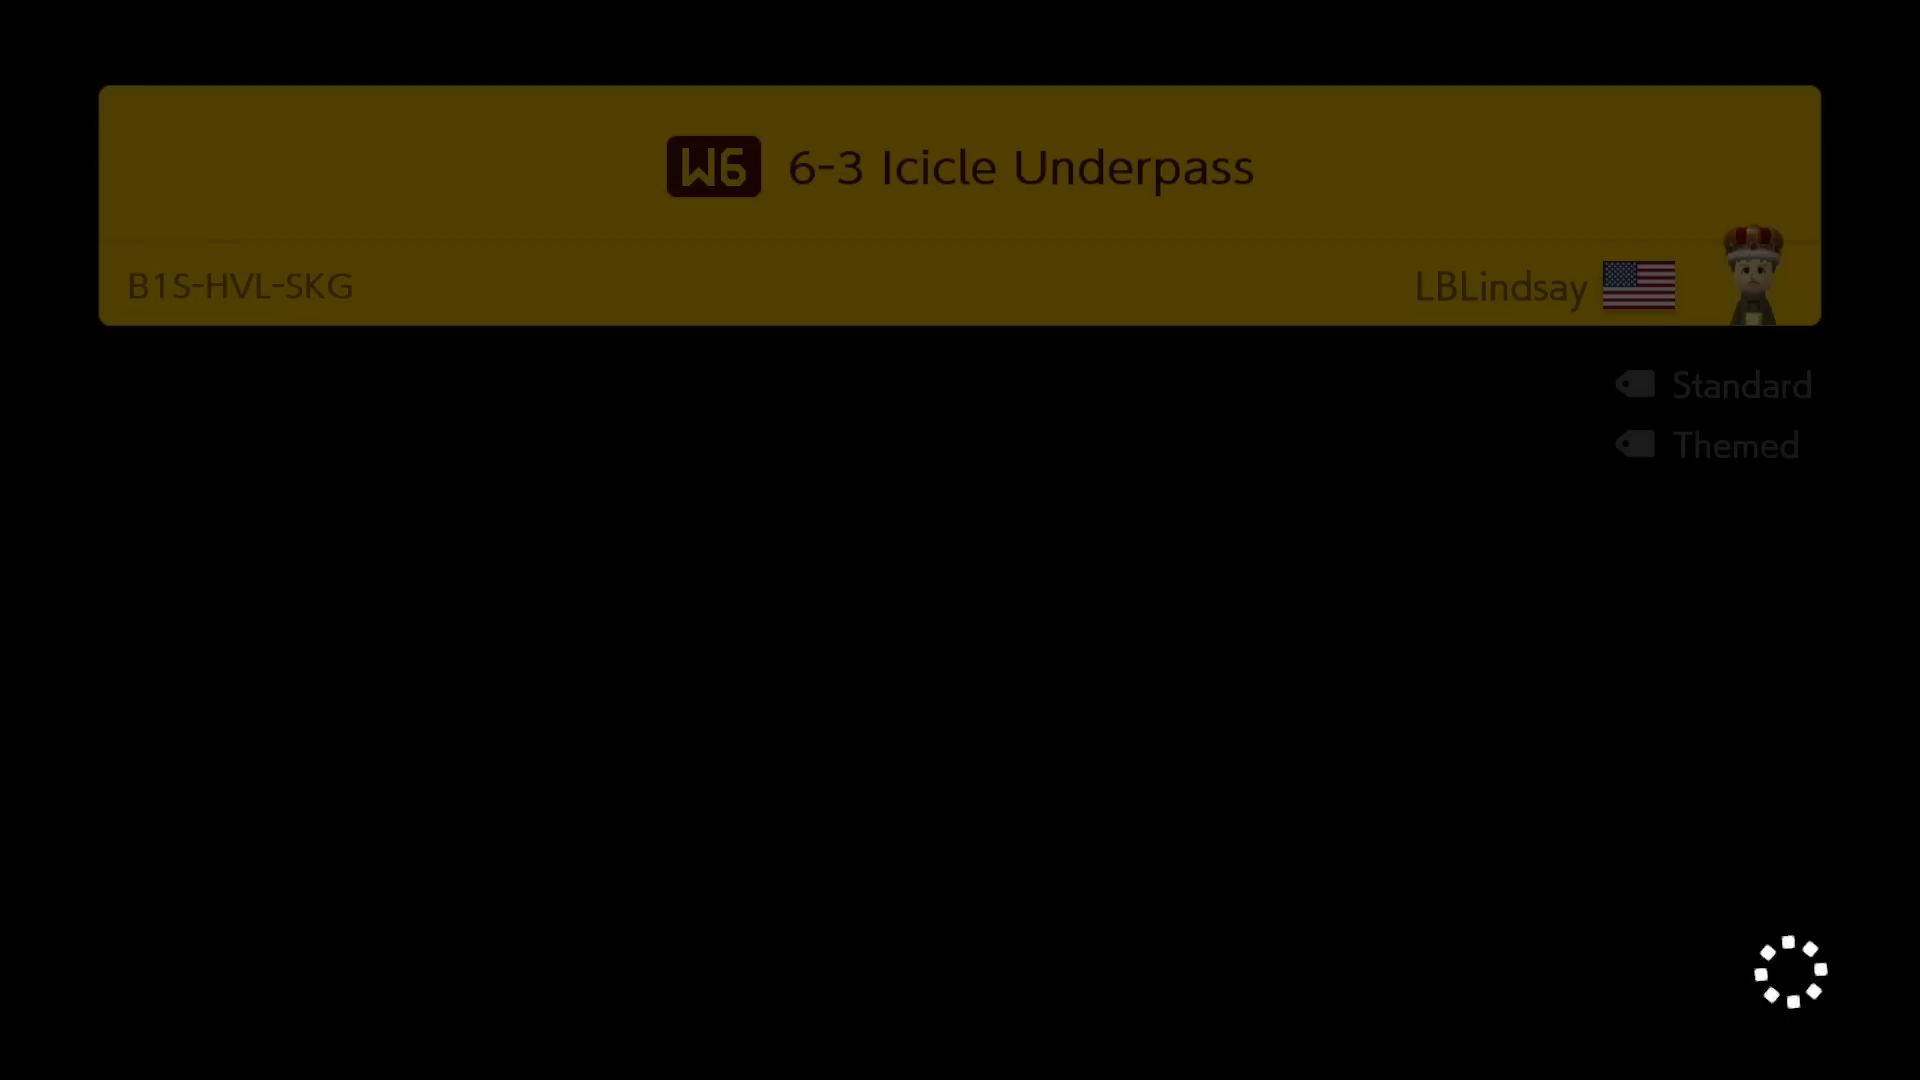 W6 6-3 Icicle Underpass
B1S-HVL-SKG
LBLindsay
Standard
Themed